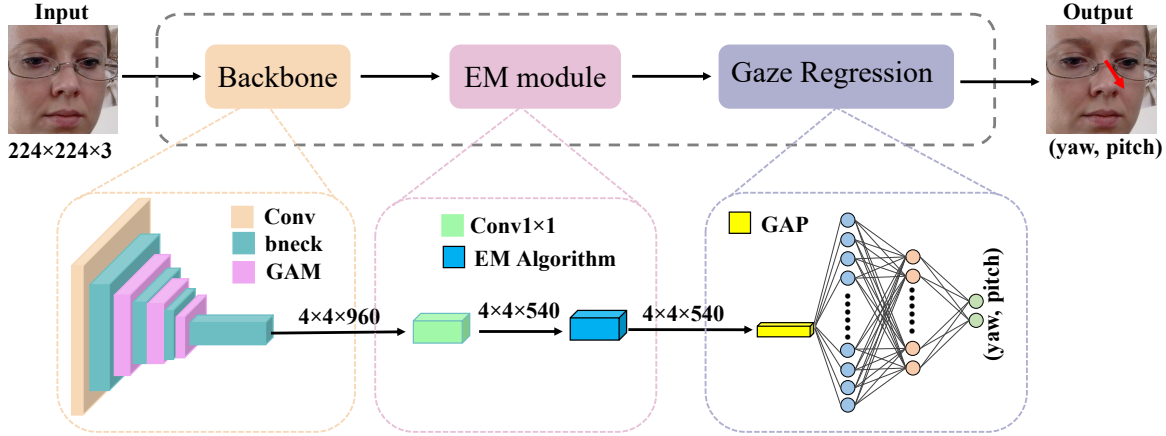 Input
Output
Backbone
EM module
Gaze Regression
224×224×3
(yaw, pitch)
Conv
bneck
GAM
Conv1×1
EM Algorithm
GAP
4×4×960
4×4×540
4×4×540
(yaw, pitch)